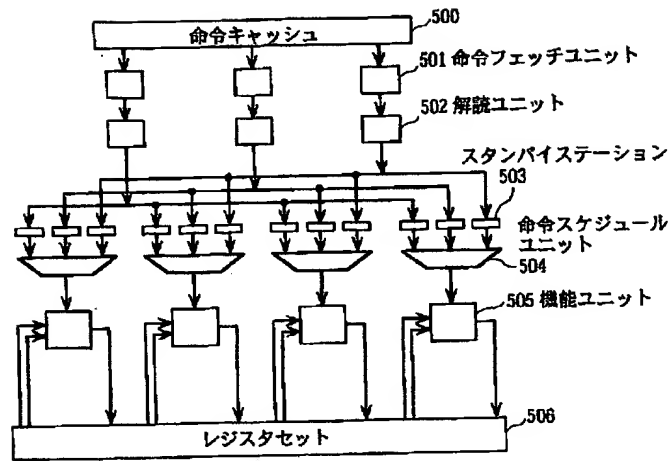 500
命令キャッシュ
501 命令フェッチユニット
502 解読ユニット
スタンバイステーション
503
命令スケジュール
ユニット
504
505 機能ユニット
506
レジスタセット